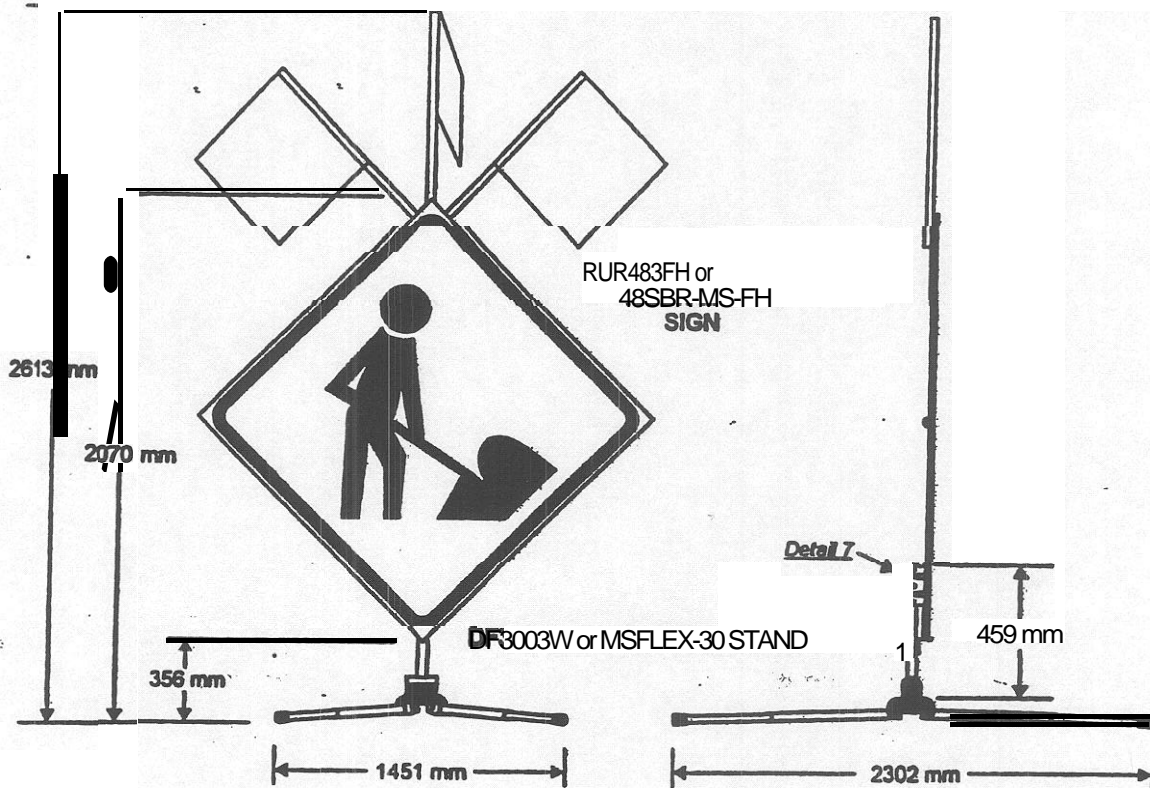 RUR483FH or
48SBR-MS-FH
SIGN
2613 mm
2070 mm
Detail 7
459 mm
DF3003W or MSFLEX-30 STAND
1
356 mm
1451 mm
2302 mm